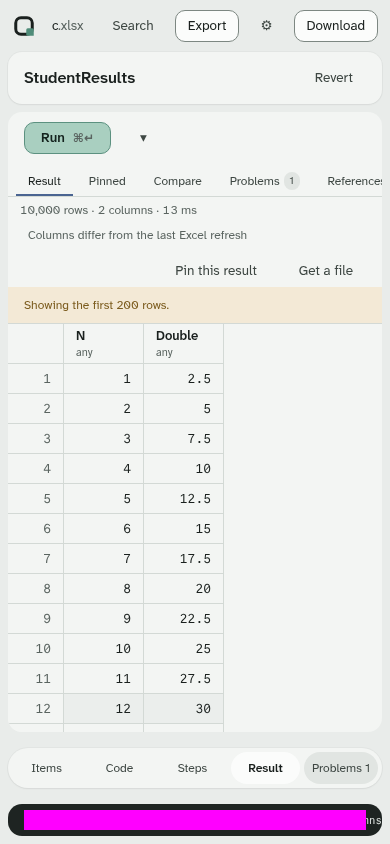 c.xlsx Search Export ⚙ Download
StudentResults Revert
Run ⌘↵ ▼
Result Pinned Compare Problems 1 References
10,000 rows · 2 columns · 13 ms
Columns differ from the last Excel refresh
Pin this result Get a file
Showing the first 200 rows.
N Double
any any
1 1 2.5
2 2 5
3 3 7.5
4 4 10
5 5 12.5
6 6 15
7 7 17.5
8 8 20
9 9 22.5
10 10 25
11 11 27.5
12 12 30
Items Code Steps Result Problems 1